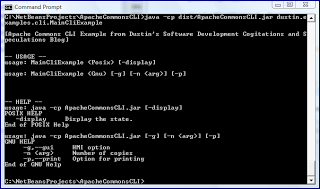 Command Prompt
C:\NetBeansProjects\ApacheCommonsCLI>java -cp dist/ApacheCommonsCLI.jar dustin.e
xamples.cli.MainCliExample
[Apache Commons CLI Example from Dustin's Software Development Cogitations and S
peculations Blog]
-- USAGE --
usage: MainCliExample (Posix) [-display]
usage: MainCliExample (Gnu) [-g] [-n <arg>] [-p]
-- HELP --
usage: java -cp ApacheCommonsCLI.jar [-display]
POSIX HELP
-display Display the state.
End of POSIX Help
usage: java -cp ApacheCommonsCLI.jar [-g] [-n <arg>] [-p]
GNU HELP
-g,--gui HMI option
-n <arg> Number of copies
-p,--print Option for printing
End of GNU Help
C:\NetBeansProjects\ApacheCommonsCLI>